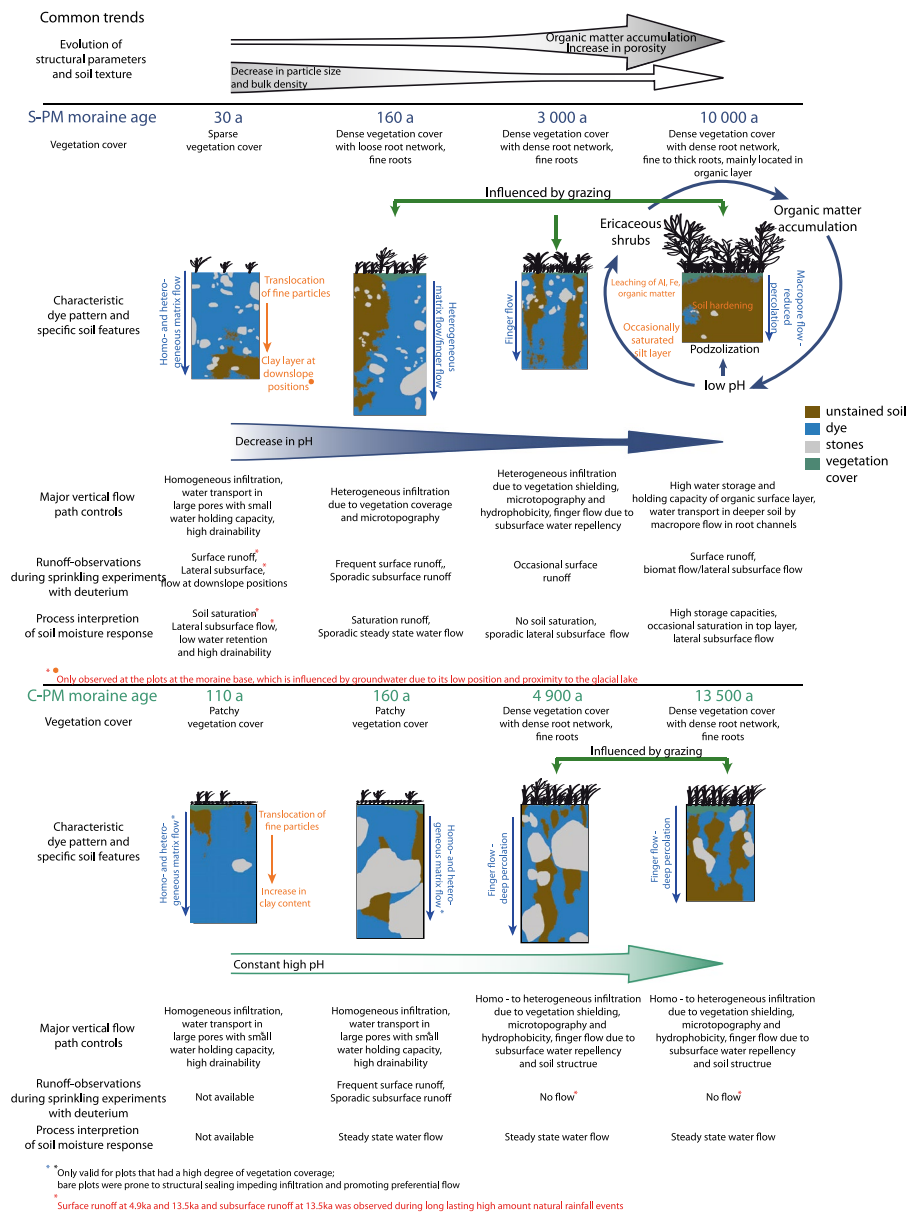 Common trends
Evolution of
structural parameters
and soil texture
Organic matter accumulation
Increase in porosity
Decrease in particle size
and bulk density
S-PM moraine age
30 a
160 a
3 000 a
10 000 a
Vegetation cover
Sparse
vegetation cover
Dense vegetation cover
with loose root network,
fine roots
Dense vegetation cover
with dense root network,
fine roots
Dense vegetation cover
with dense root network,
fine to thick roots, mainly located in
organic layer
Influenced by grazing
Ericaceous
shrubs
Organic matter
accumulation
Characteristic
dye pattern and
specific soil features
Homo- and hetero-
geneous matrix flow
Translocation
of fine particles
Clay layer at
downslope
positions
Heterogeneous
matrix flow/finger flow
Finger flow
Leaching of Al, Fe,
organic matter
Occasionally
saturated
silt layer
Soil hardening
Macropore flow -
reduced
percolation
Podzolization
low pH
unstained soil
dye
stones
vegetation
cover
Decrease in pH
Major vertical flow
path controls
Homogeneous infiltration,
water transport in
large pores with small
water holding capacity,
high drainability
Heterogeneous infiltration
due to vegetation coverage
and microtopography
Heterogeneous infiltration
due to vegetation shielding,
microtopography and
hydrophobicity, finger flow due to
subsurface water repellency
High water storage and
holding capacity of organic surface layer,
water transport in deeper soil by
macropore flow in root channels
Runoff-observations
during sprinkling experiments
with deuterium
Surface runoff,*
Lateral subsurface,*
flow at downslope positions
Frequent surface runoff,,
Sporadic subsurface runoff
Occasional surface
runoff
Surface runoff,
biomat flow/lateral subsurface flow
Process interpretion
of soil moisture response
Soil saturation*
Lateral subsurface flow,*
low water retention
and high drainability
Saturation runoff,
Sporadic steady state water flow
No soil saturation,
sporadic lateral subsurface flow
High storage capacities,
occasional saturation in top layer,
lateral subsurface flow
* Only observed at the plots at the moraine base, which is influenced by groundwater due to its low position and proximity to the glacial lake
C-PM moraine age
110 a
160 a
4 900 a
13 500 a
Vegetation cover
Patchy
vegetation cover
Patchy
vegetation cover
Dense vegetation cover
with dense root network,
fine roots
Dense vegetation cover
with dense root network,
fine roots
Influenced by grazing
Characteristic
dye pattern and
specific soil features
Homo- and hetero-
geneous matrix flow*
Translocation of
fine particles
Increase in
clay content
Homo- and hetero-
geneous matrix flow*
Finger flow -
deep percolation
Finger flow -
deep percolation
Constant high pH
Major vertical flow
path controls
Homogeneous infiltration,
water transport in
large pores with small
water holding capacity,
high drainability
Homogeneous infiltration,
water transport in
large pores with small*
water holding capacity,
high drainability
Homo - to heterogeneous infiltration
due to vegetation shielding,
microtopography and
hydrophobicity, finger flow due to
subsurface water repellency
and soil structrue
Homo - to heterogeneous infiltration
due to vegetation shielding,
microtopography and
hydrophobicity, finger flow due to
subsurface water repellency
and soil structrue
Runoff-observations
during sprinkling experiments
with deuterium
Not available
Frequent surface runoff,
Sporadic subsurface runoff
No flow*
No flow*
Process interpretion
of soil moisture response
Not available
Steady state water flow
Steady state water flow
Steady state water flow
* *Only valid for plots that had a high degree of vegetation coverage;
bare plots were prone to structural sealing impeding infiltration and promoting preferential flow
*Surface runoff at 4.9ka and 13.5ka and subsurface runoff at 13.5ka was observed during long lasting high amount natural rainfall events